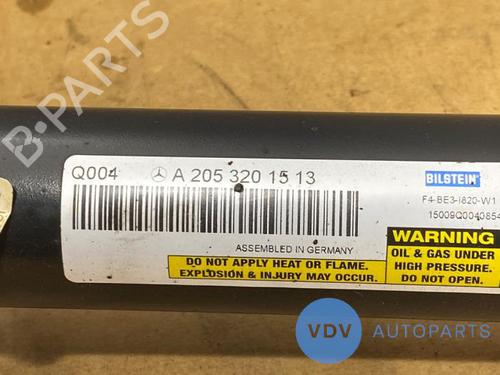 B-PARTS
Q004 A 205 320 15 13
BILSTEIN
F4-BE3-I820-W1
15009Q0040854
ASSEMBLED IN GERMANY
WARNING
OIL & GAS UNDER
HIGH PRESSURE.
DO NOT OPEN.
DO NOT APPLY HEAT OR FLAME.
EXPLOSION & INJURY MAY OCCUR.
VDV AUTOPARTS